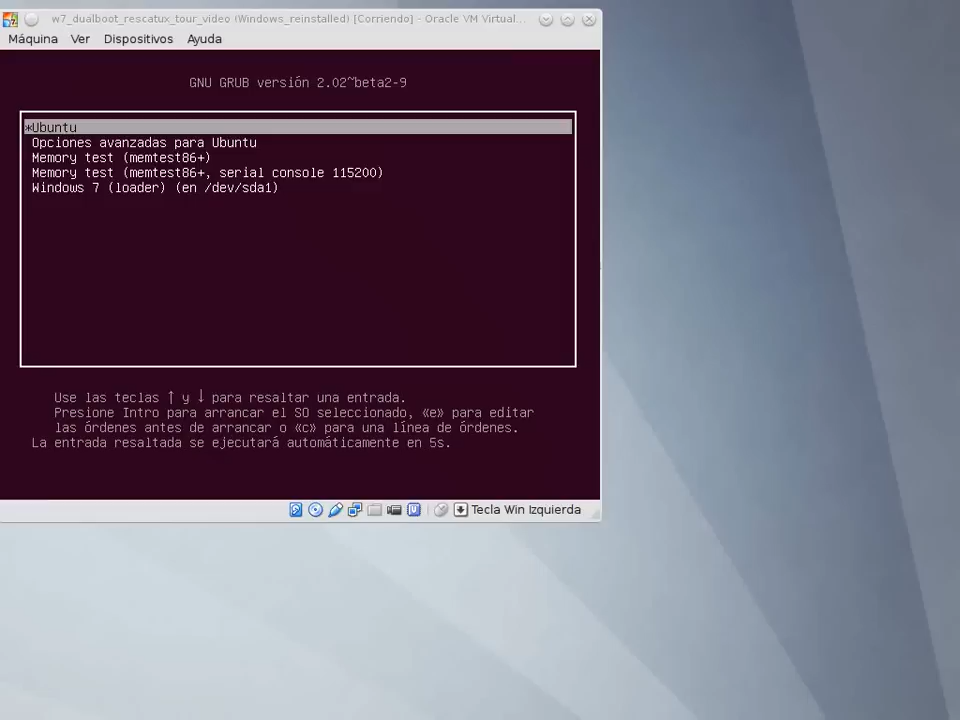 w7_dualboot_rescatux_tour_video (Windows_reinstalled) [Corriendo] - Oracle VM Virtual...
Máquina Ver Dispositivos Ayuda
GNU GRUB versión 2.02~beta2-9
*Ubuntu
Opciones avanzadas para Ubuntu
Memory test (memtest86+)
Memory test (memtest86+, serial console 115200)
Windows 7 (loader) (en /dev/sda1)
Use las teclas ↑ y ↓ para resaltar una entrada.
Presione Intro para arrancar el SO seleccionado, «e» para editar
las órdenes antes de arrancar o «c» para una línea de órdenes.
La entrada resaltada se ejecutará automáticamente en 5s.
Tecla Win Izquierda